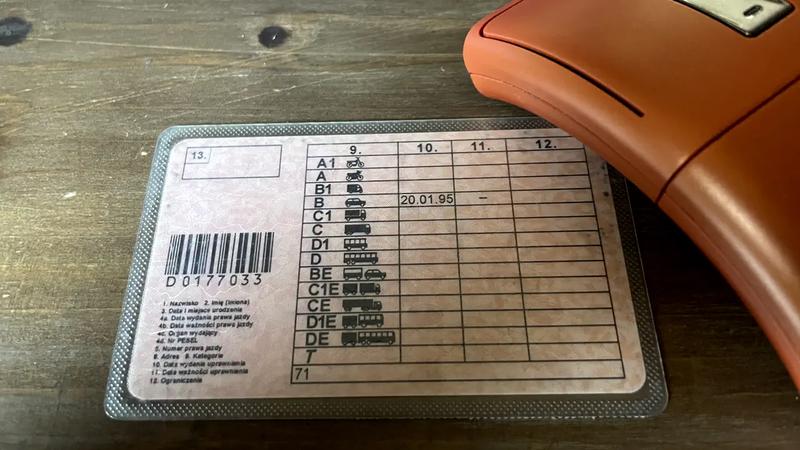 13.
D0177033
1. Nazwisko 2. Imię (imiona)
3. Data i miejsce urodzenia
4a. Data wydania prawa jazdy
4b. Data ważności prawa jazdy
4c. Organ wydający
4d. Nr PESEL
5. Numer prawa jazdy
8. Adres 9. Kategorie
10. Data wydania uprawnienia
11. Data ważności uprawnienia
12. Ograniczenia
9. 10. 11. 12.
A1
A
B1
B 20.01.95 –
C1
C
D1
D
BE
C1E
CE
D1E
DE
T
71